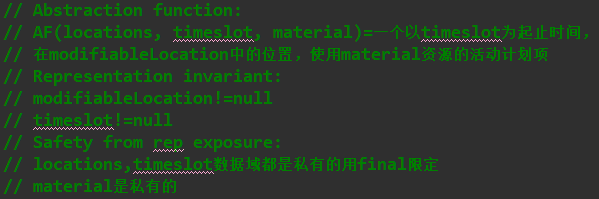 // Abstraction function:
// AF(locations, timeslot, material)=一个以timeslot为起止时间,
// 在modifiableLocation中的位置，使用material资源的活动计划项
// Representation invariant:
// modifiableLocation!=null
// timeslot!=null
// Safety from rep exposure:
// locations,timeslot数据域都是私有的用final限定
// material是私有的